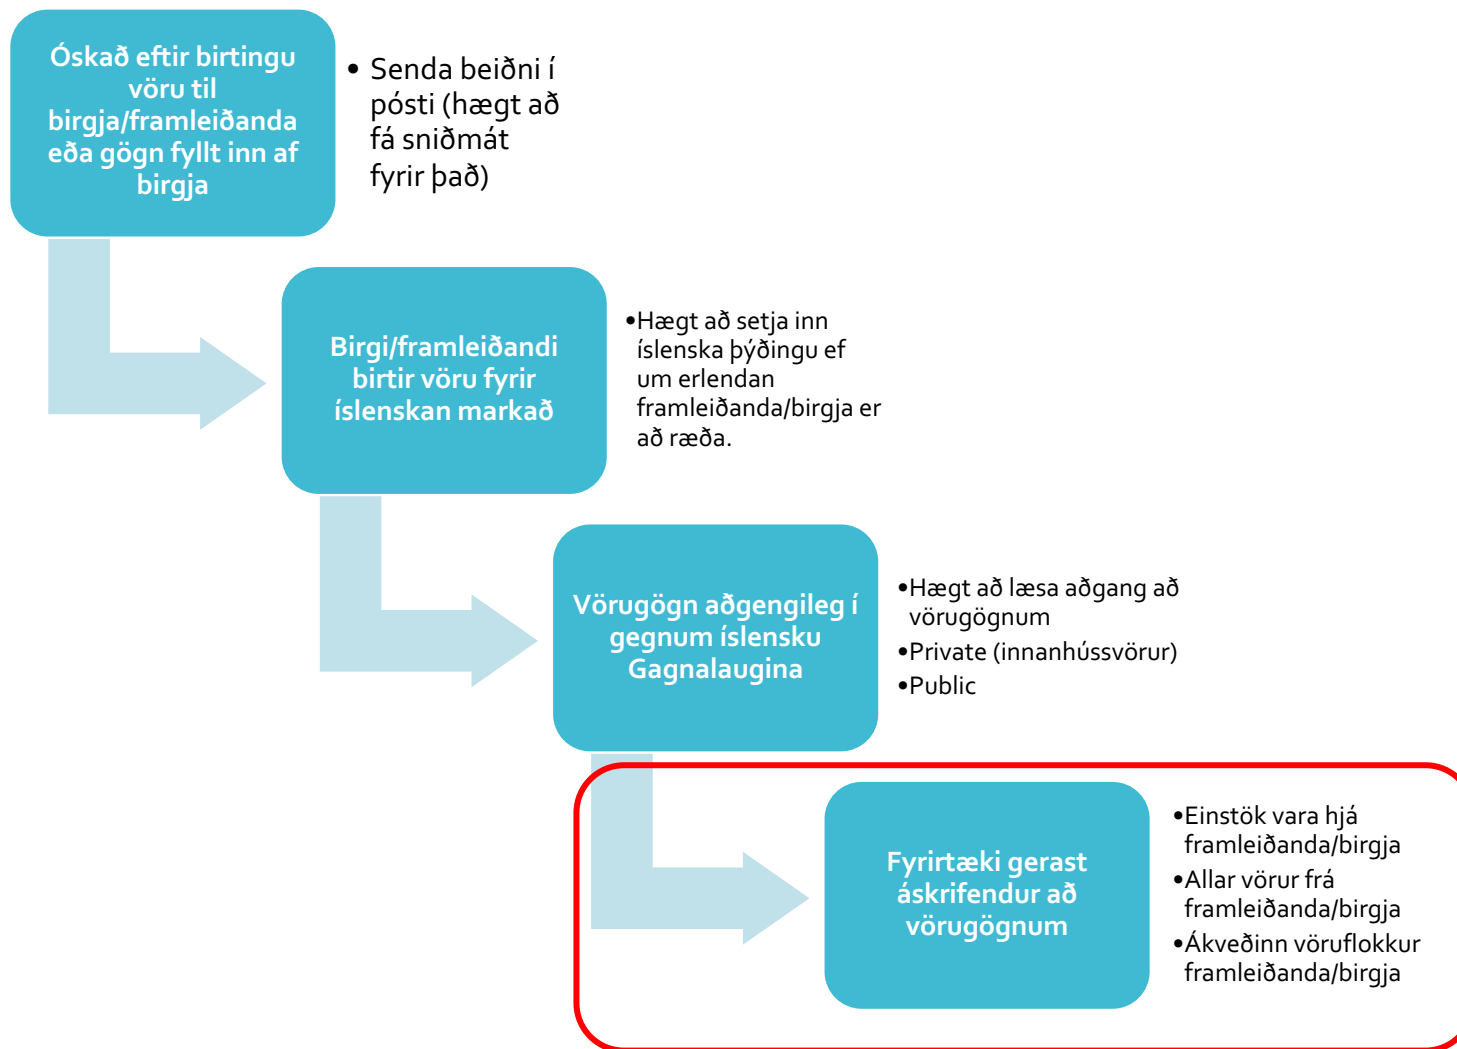 Óskað eftir birtingu
vöru til
birgja/framleiðanda
eða gögn fyllt inn af
birgja
• Senda beiðni í
pósti (hægt að
fá sniðmát
fyrir það)
Birgi/framleiðandi
birtir vöru fyrir
íslenskan markað
•Hægt að setja inn
íslenska þýðingu ef
um erlendan
framleiðanda/birgja er
að ræða.
Vörugögn aðgengileg í
gegnum íslensku
Gagnalaugina
•Hægt að læsa aðgang að
vörugögnum
•Private (innanhússvörur)
•Public
Fyrirtæki gerast
áskrifendur að
vörugögnum
•Einstök vara hjá
framleiðanda/birgja
•Allar vörur frá
framleiðanda/birgja
•Ákveðinn vöruflokkur
framleiðanda/birgja